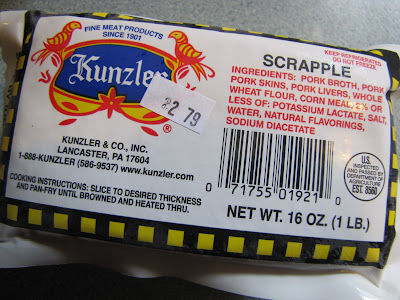 FINE MEAT PRODUCTS
SINCE 1901
Kunzler
®
82 79
KUNZLER & CO., INC.
LANCASTER, PA 17604
1-888-KUNZLER (586-9537) www.kunzler.com
COOKING INSTRUCTIONS: SLICE TO DESIRED THICKNESS
AND PAN-FRY UNTIL BROWNED AND HEATED THRU.
KEEP REFRIGERATED
DO NOT FREEZE
SCRAPPLE
INGREDIENTS: PORK BROTH, PORK,
PORK SKINS, PORK LIVERS, WHOLE
WHEAT FLOUR, CORN MEAL, 2% OR
LESS OF: POTASSIUM LACTATE, SALT,
WATER, NATURAL FLAVORINGS,
SODIUM DIACETATE
0 71755 01921 0
U.S.
INSPECTED
AND PASSED BY
DEPARTMENT OF
AGRICULTURE
EST. 8560
NET WT. 16 OZ. (1 LB.)